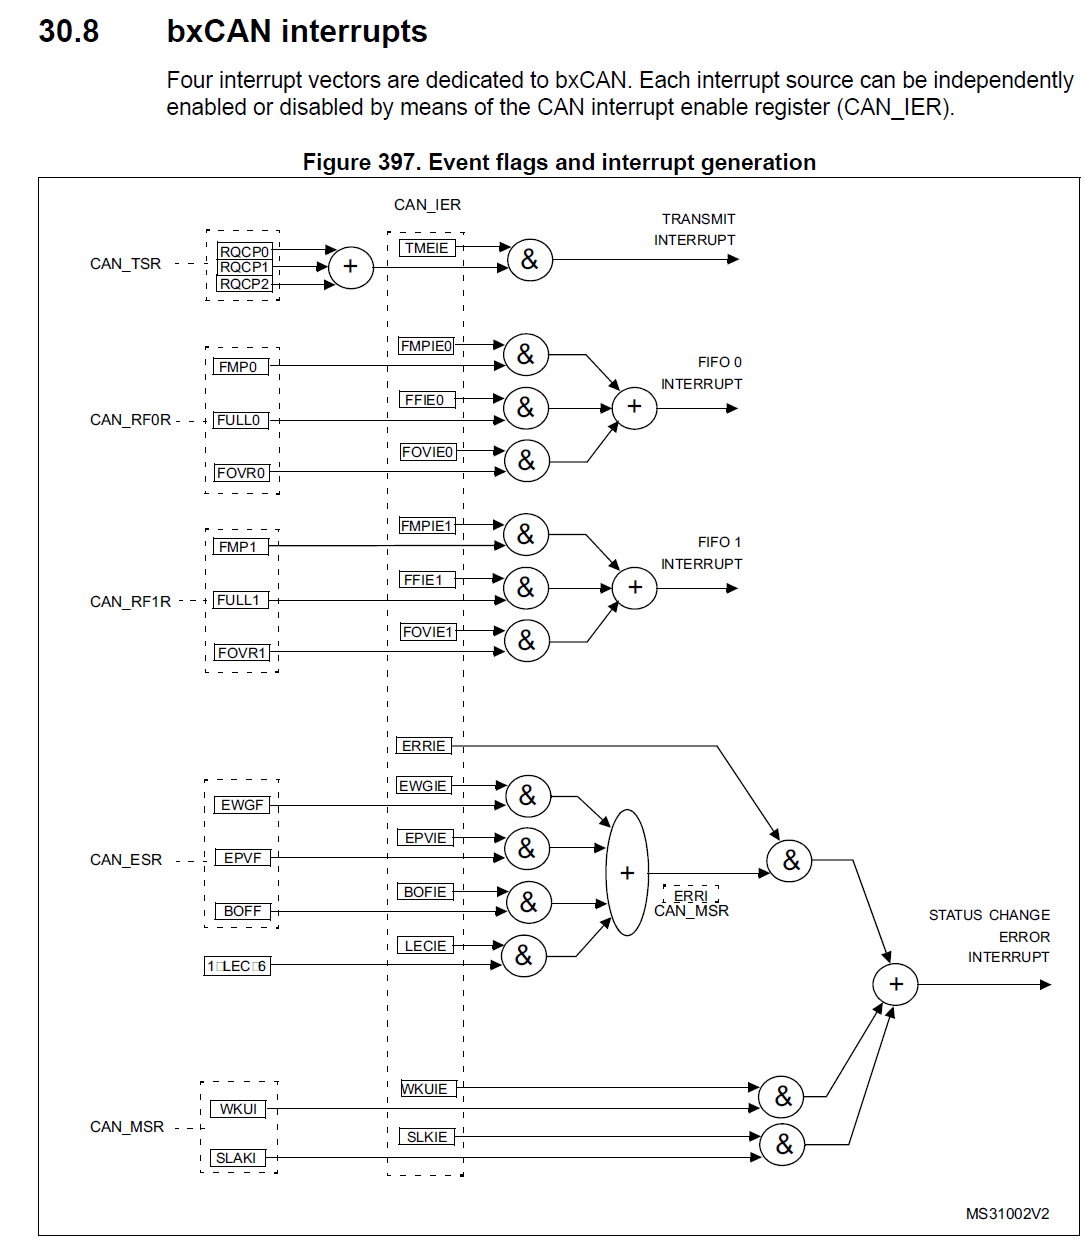 30.8 bxCAN interrupts
Four interrupt vectors are dedicated to bxCAN. Each interrupt source can be independently
enabled or disabled by means of the CAN interrupt enable register (CAN_IER).
Figure 397. Event flags and interrupt generation
CAN_IER
TRANSMIT
INTERRUPT
CAN_TSR
RQCP0
RQCP1
RQCP2
+
TMEIE
&
FIFO 0
INTERRUPT
CAN_RF0R
FMP0
FULL0
FOVR0
FMPIE0
FFIE0
FOVIE0
&
&
&
+
FIFO 1
INTERRUPT
CAN_RF1R
FMP1
FULL1
FOVR1
FMPIE1
FFIE1
FOVIE1
&
&
&
+
ERRIE
CAN_ESR
EWGF
EPVF
BOFF
1□LEC□6
EWGIE
EPVIE
BOFIE
LECIE
&
&
&
&
+
ERRI
CAN_MSR
&
STATUS CHANGE
ERROR
INTERRUPT
+
CAN_MSR
WKUI
SLAKI
WKUIE
SLKIE
&
&
MS31002V2